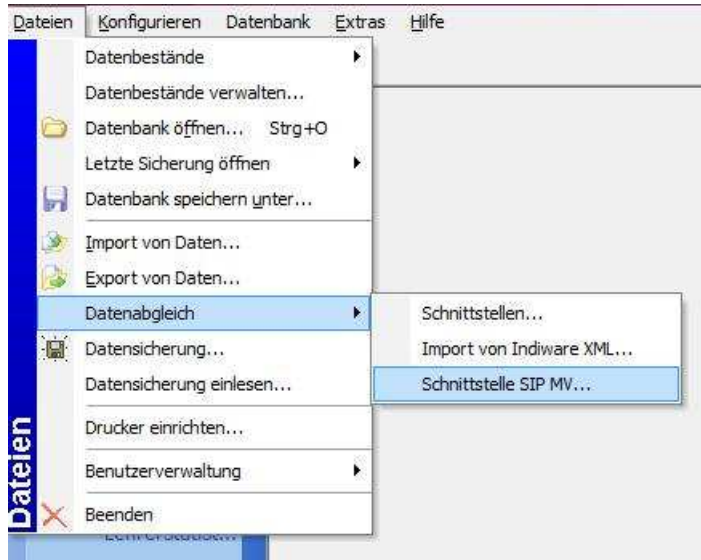 Dateien Konfigurieren Datenbank Extras Hilfe
Datenbestände
Datenbestände verwalten...
Datenbank öffnen... Strg+O
Letzte Sicherung öffnen
Datenbank speichern unter...
Import von Daten...
Export von Daten...
Datenabgleich
Schnittstellen...
Import von Indiware XML...
Schnittstelle SIP MV...
Datensicherung...
Datensicherung einlesen...
Drucker einrichten...
Benutzerverwaltung
Beenden
Dateien